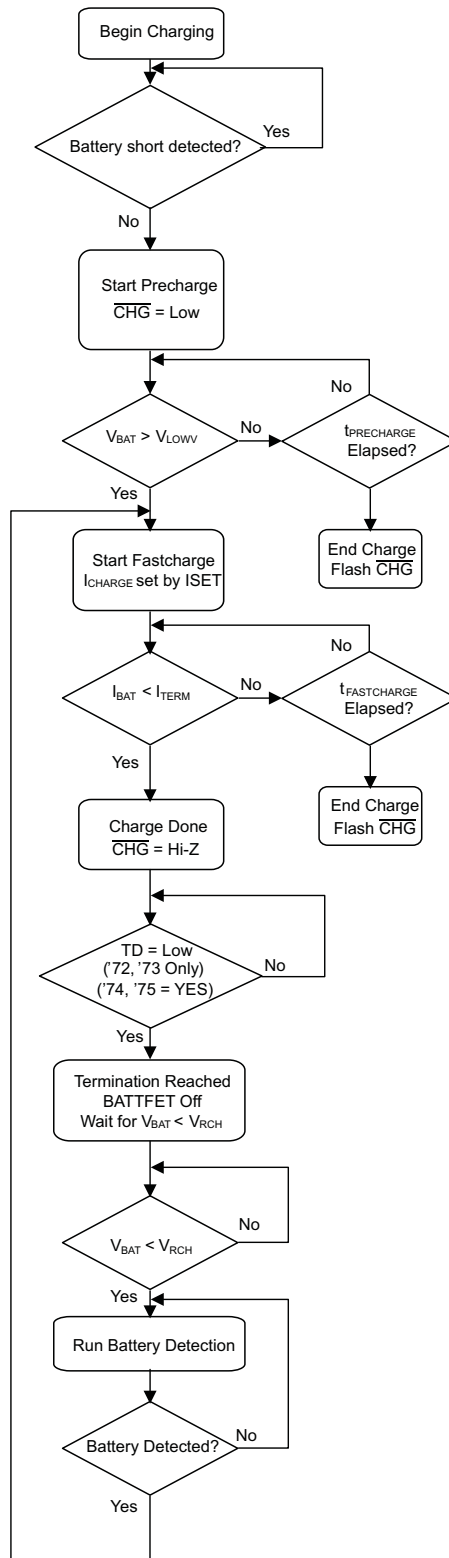 Begin Charging
Battery short detected?
Yes
No
Start Precharge
CHG = Low
No
VBAT > VLOWV
No
tPRECHARGE
Elapsed?
Yes
Start Fastcharge
ICHARGE set by ISET
End Charge
Flash CHG
No
IBAT < ITERM
No
tFASTCHARGE
Elapsed?
Yes
Charge Done
CHG = Hi-Z
End Charge
Flash CHG
TD = Low
('72, '73 Only)
('74, '75 = YES)
No
Yes
Termination Reached
BATTFET Off
Wait for VBAT < VRCH
VBAT < VRCH
No
Yes
Run Battery Detection
Battery Detected?
No
Yes